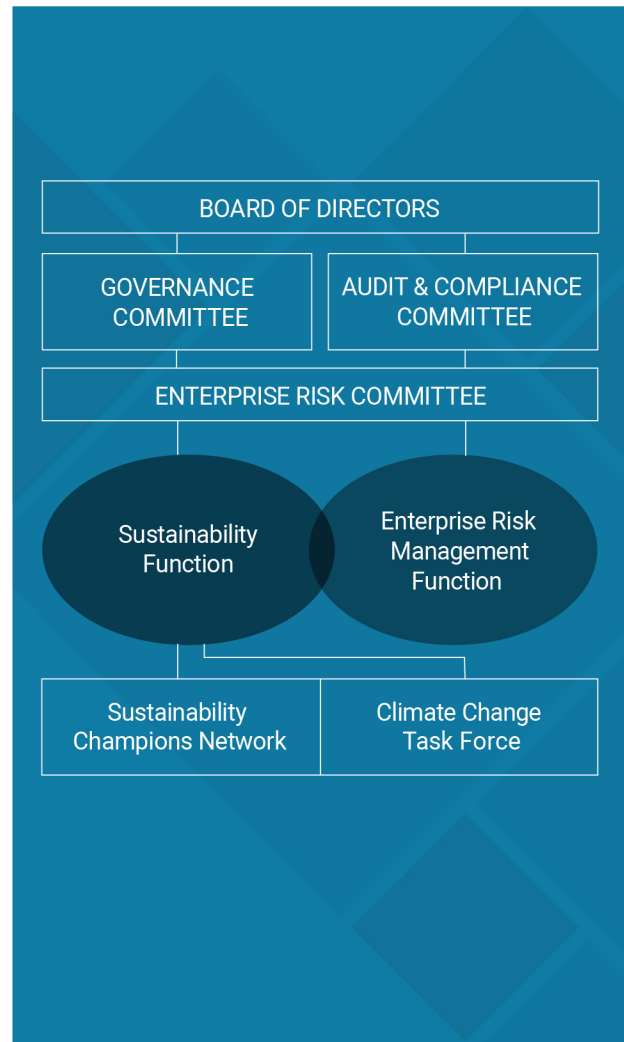 BOARD OF DIRECTORS
GOVERNANCE
COMMITTEE
AUDIT & COMPLIANCE
COMMITTEE
ENTERPRISE RISK COMMITTEE
Sustainability
Function
Enterprise Risk
Management
Function
Sustainability
Champions Network
Climate Change
Task Force